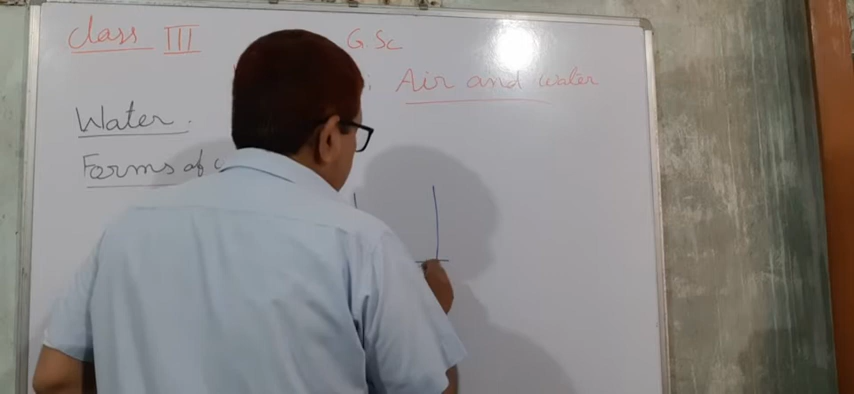 Class III G.Sc
: Air and water
Water.
Forms of